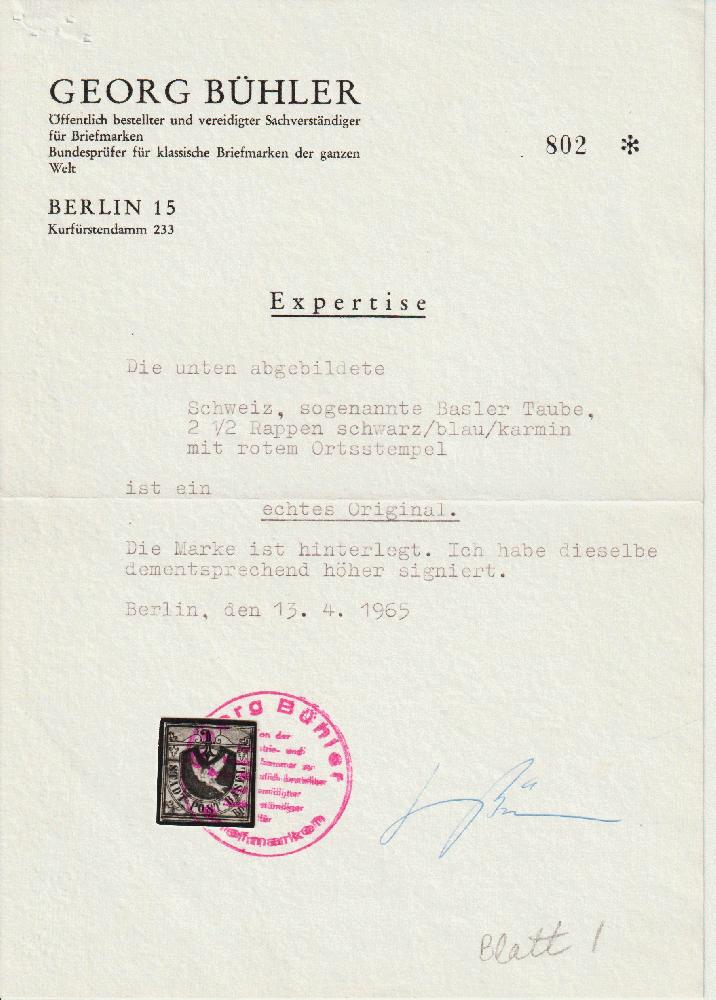 GEORG BÜHLER
Öffentlich bestellter und vereidigter Sachverständiger
für Briefmarken
Bundesprüfer für klassische Briefmarken der ganzen
Welt
802 *
BERLIN 15
Kurfürstendamm 233
Expertise
Die unten abgebildete
Schweiz, sogenannte Basler Taube,
2 1/2 Rappen schwarz/blau/karmin
mit rotem Ortsstempel
ist ein
echtes Original.
Die Marke ist hinterlegt. Ich habe dieselbe
dementsprechend höher signiert.
Berlin, den 13. 4. 1965
Bühler
POST BASEL
Blatt 1